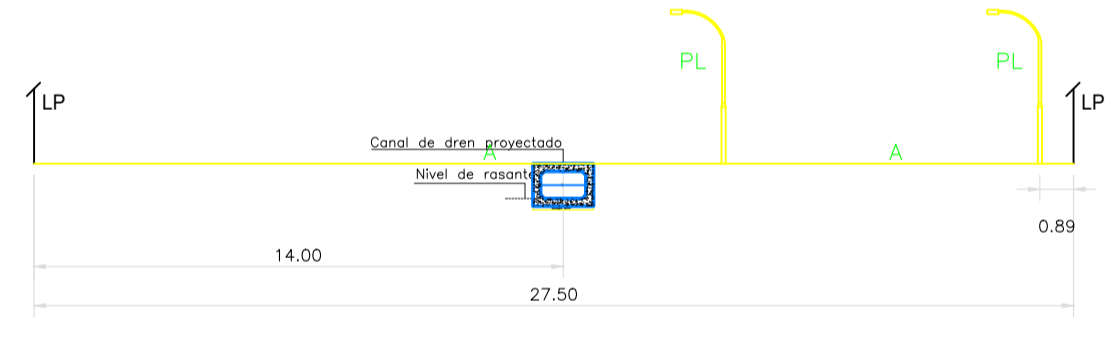 PL PL
LP LP
Canal de dren proyectado
A A
Nivel de rasante
0.89
14.00
27.50